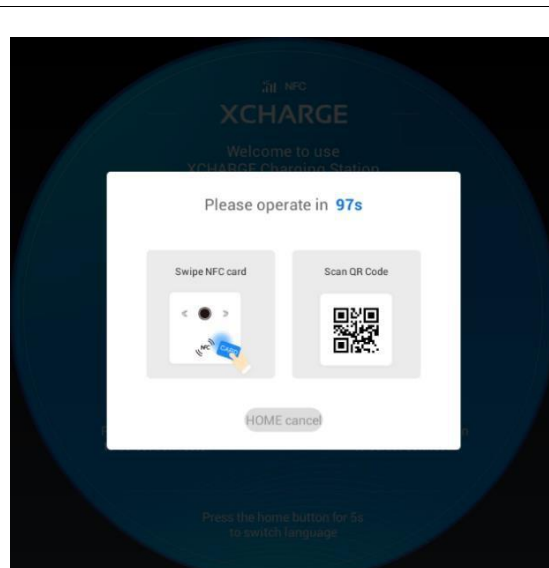 NFC
XCHARGE
Welcome to use
XCHARGE Charging Station
Please operate in 97s
Swipe NFC card
Scan QR Code
NFC
CARD
HOME cancel
Press the home button for 5s
to switch language